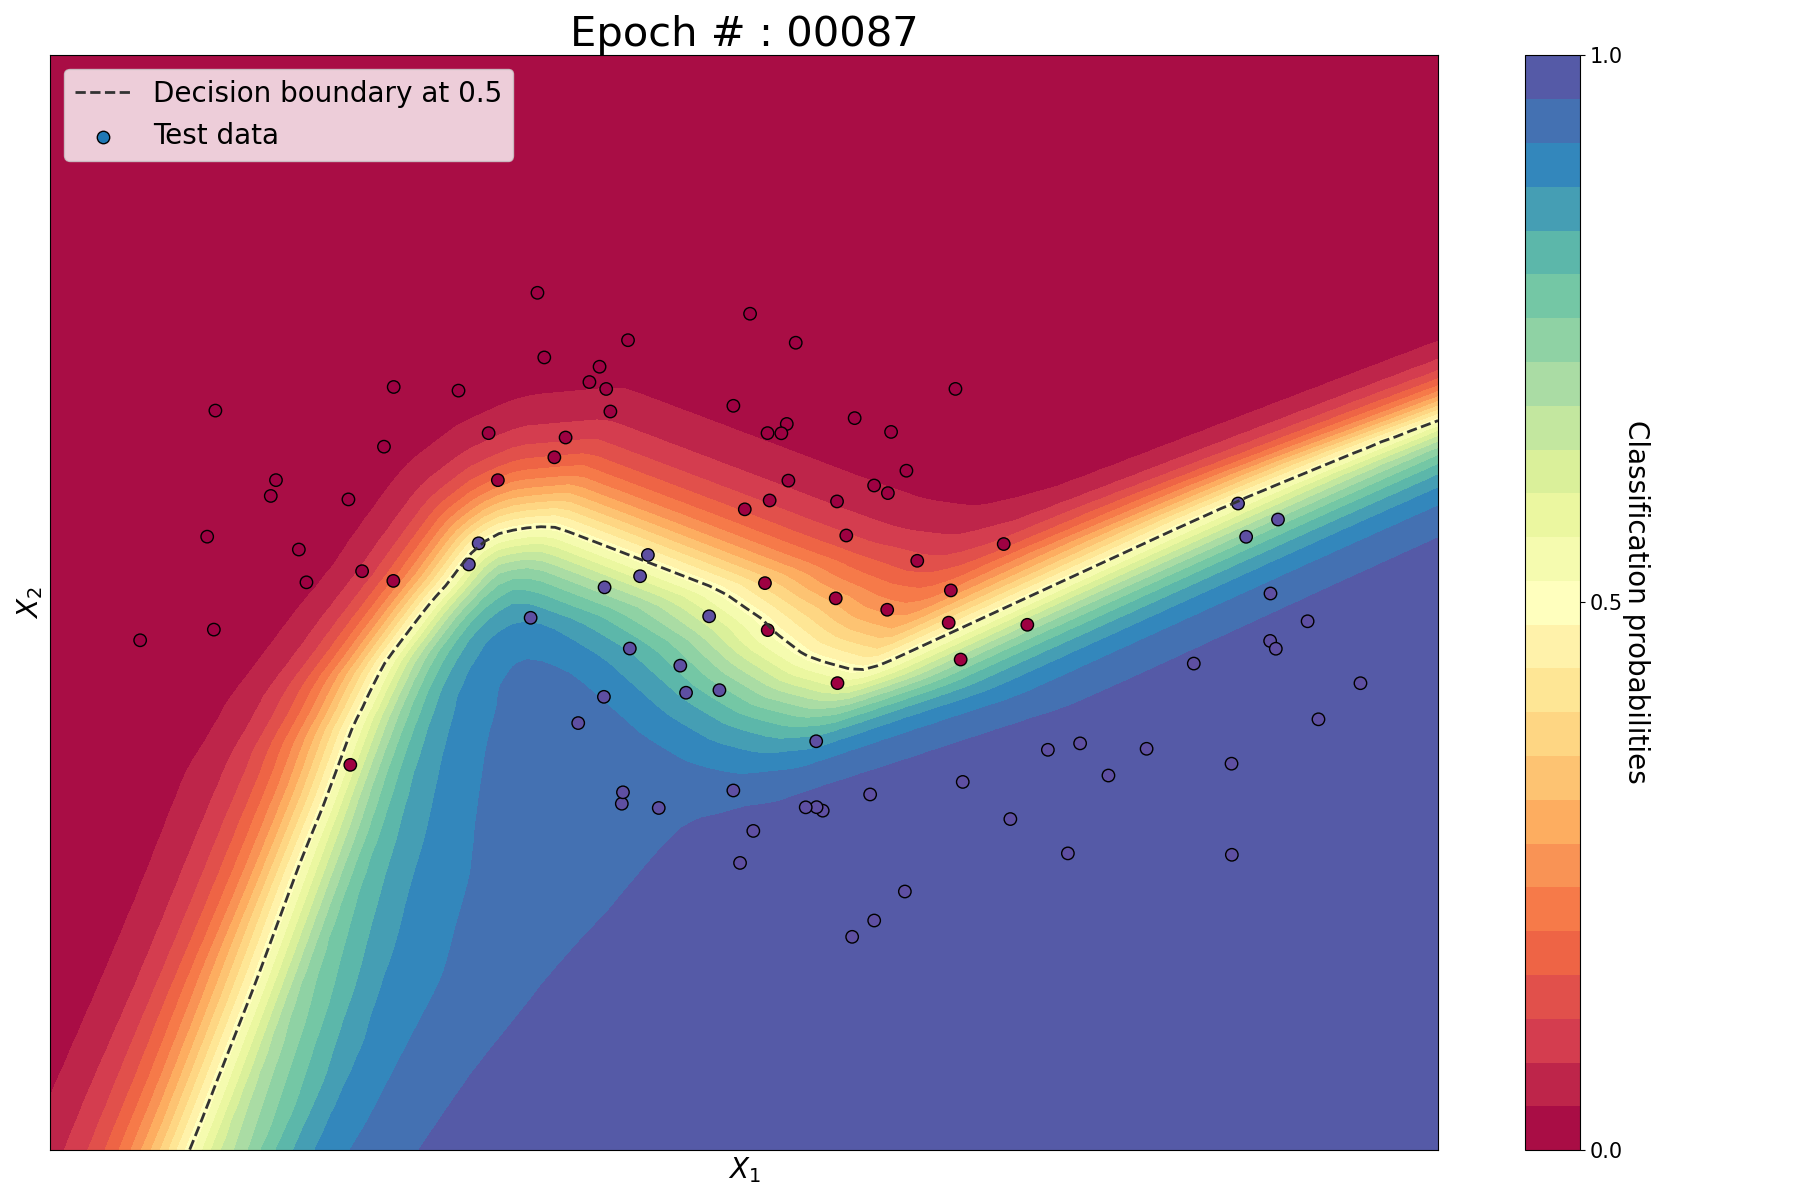 Epoch # : 00087
Decision boundary at 0.5
Test data
X₂
X₁
1.0
0.5
0.0
Classification probabilities